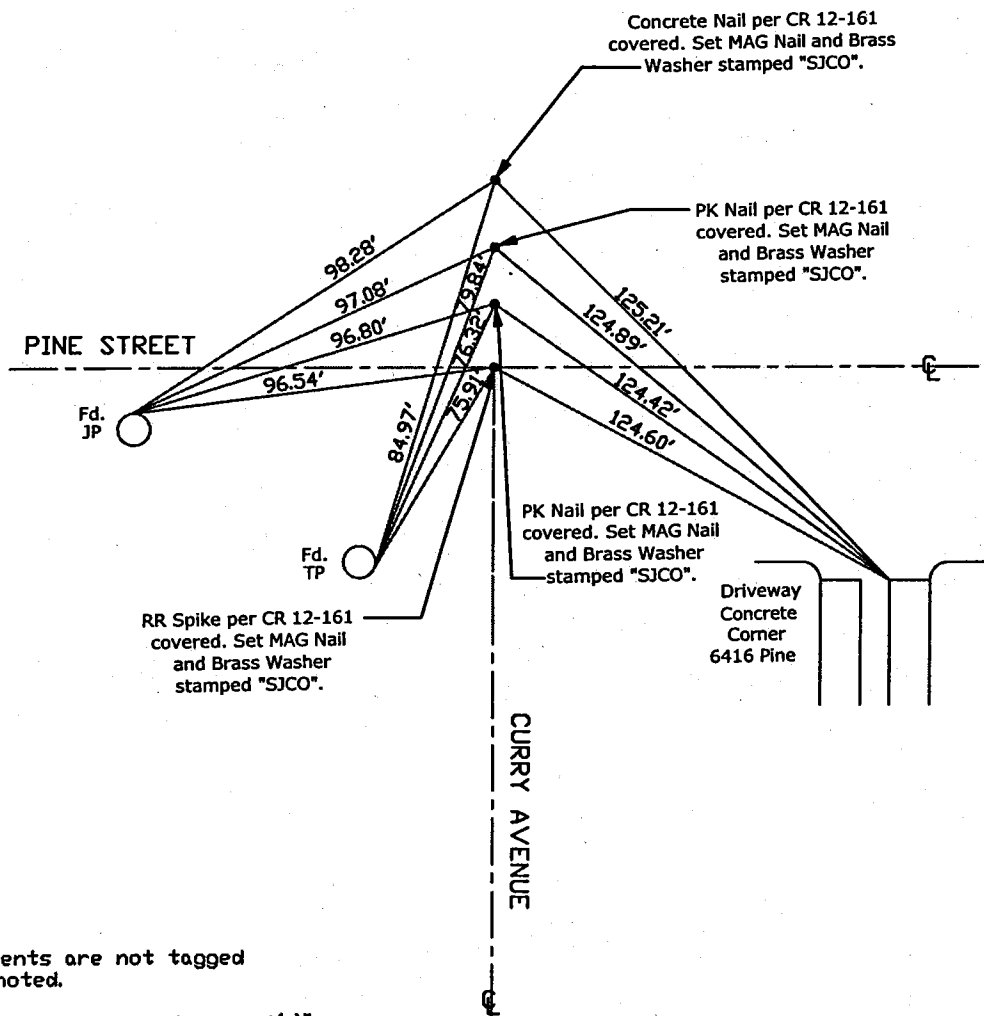 Concrete Nail per CR 12-161
covered. Set MAG Nail and Brass
Washer stamped "SJCO".
PK Nail per CR 12-161
covered. Set MAG Nail
and Brass Washer
stamped "SJCO".
98.28'
97.08'
96.80'
96.54'
79.84'
76.32'
75.91'
84.97'
125.21'
124.89'
124.42'
124.60'
PINE STREET
℄
Fd.
JP
Fd.
TP
PK Nail per CR 12-161
covered. Set MAG Nail
and Brass Washer
stamped "SJCO".
Driveway
Concrete
Corner
6416 Pine
RR Spike per CR 12-161
covered. Set MAG Nail
and Brass Washer
stamped "SJCO".
CURRY AVENUE
ents are not tagged
noted.
℄